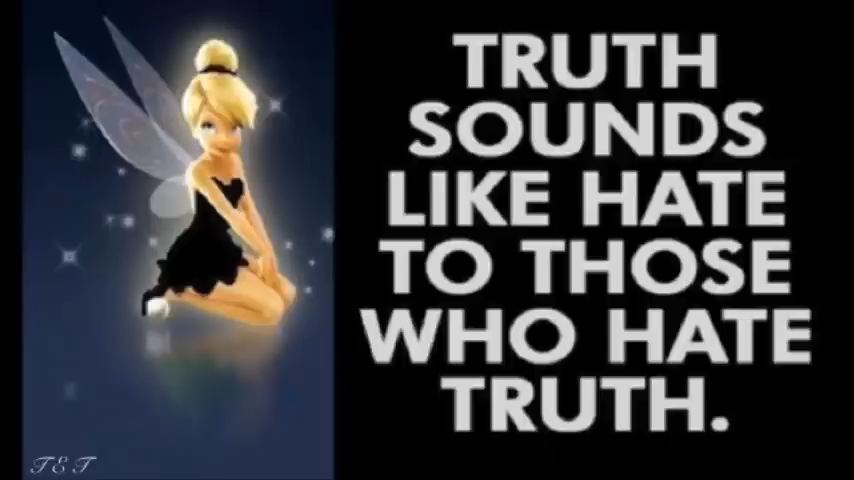 TRUTH
SOUNDS
LIKE HATE
TO THOSE
WHO HATE
TRUTH.
T&T